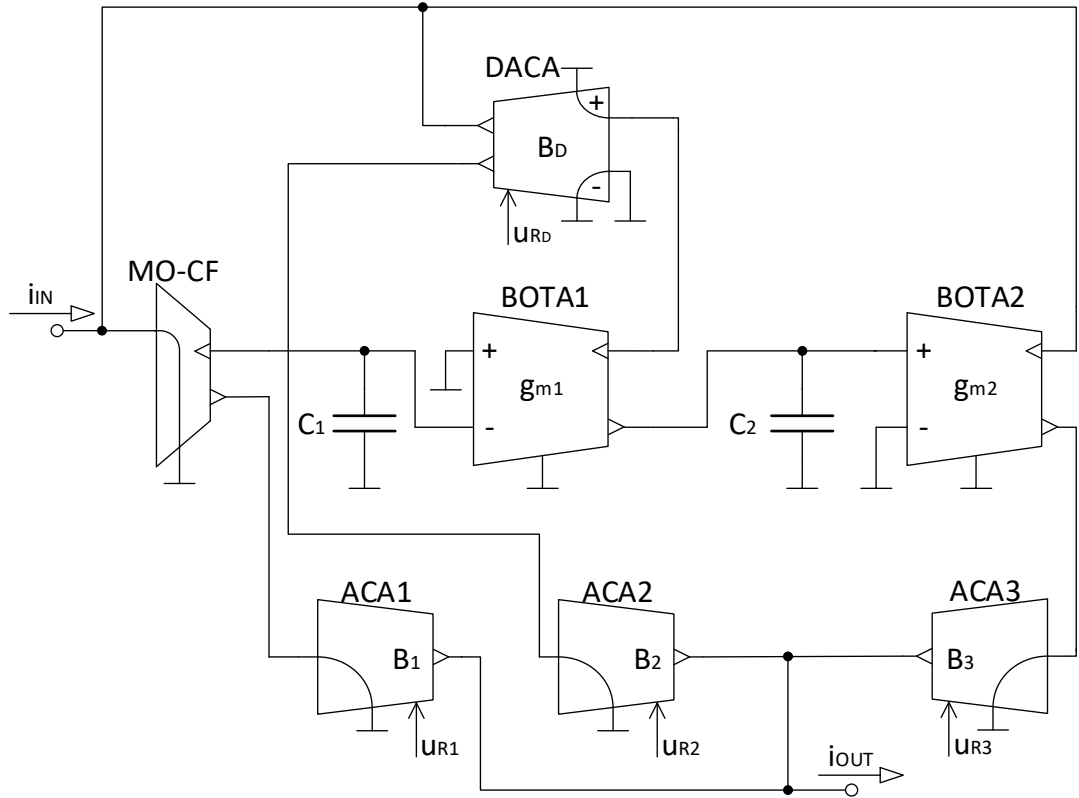 DACA
+
BD
-
uRD
MO-CF
iIN
BOTA1
BOTA2
+
gm1
-
+
gm2
-
C1
C2
ACA1
ACA2
ACA3
B1
B2
B3
uR1
uR2
uR3
iOUT